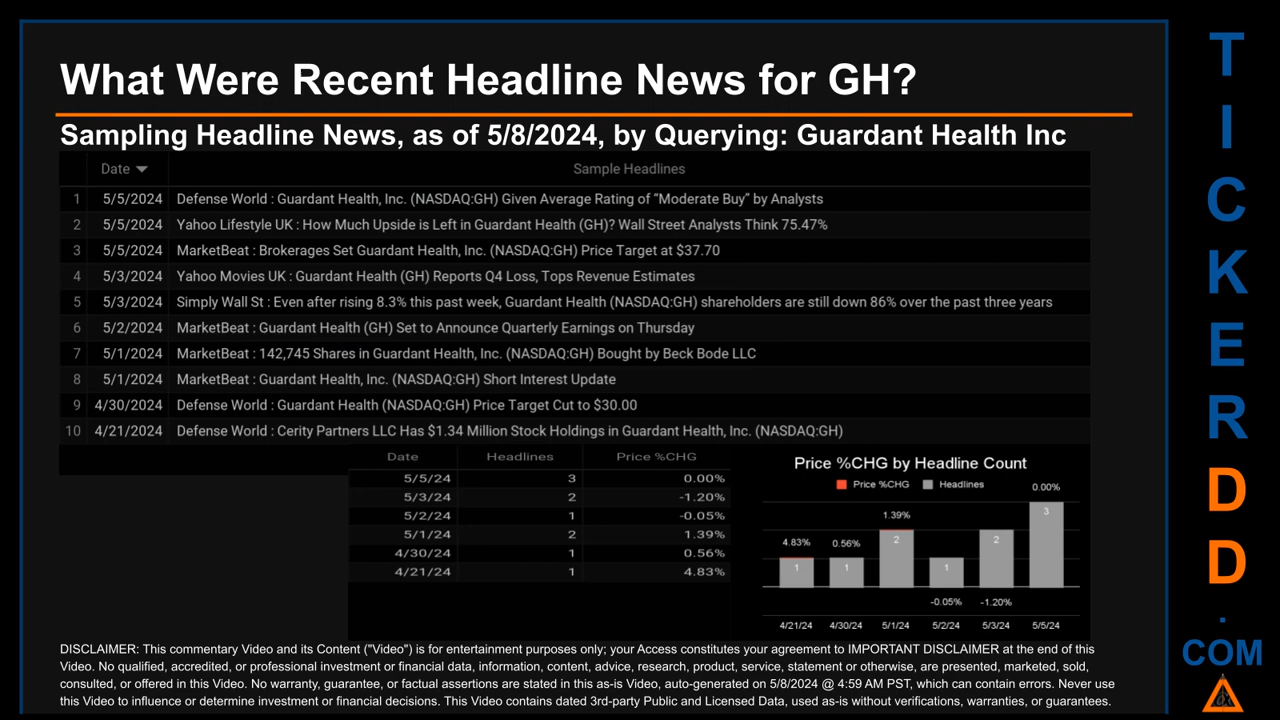 What Were Recent Headline News for GH?
Sampling Headline News, as of 5/8/2024, by Querying: Guardant Health Inc
Date Sample Headlines
1 5/5/2024 Defense World : Guardant Health, Inc. (NASDAQ:GH) Given Average Rating of “Moderate Buy” by Analysts
2 5/5/2024 Yahoo Lifestyle UK : How Much Upside is Left in Guardant Health (GH)? Wall Street Analysts Think 75.47%
3 5/5/2024 MarketBeat : Brokerages Set Guardant Health, Inc. (NASDAQ:GH) Price Target at $37.70
4 5/3/2024 Yahoo Movies UK : Guardant Health (GH) Reports Q4 Loss, Tops Revenue Estimates
5 5/3/2024 Simply Wall St : Even after rising 8.3% this past week, Guardant Health (NASDAQ:GH) shareholders are still down 86% over the past three years
6 5/2/2024 MarketBeat : Guardant Health (GH) Set to Announce Quarterly Earnings on Thursday
7 5/1/2024 MarketBeat : 142,745 Shares in Guardant Health, Inc. (NASDAQ:GH) Bought by Beck Bode LLC
8 5/1/2024 MarketBeat : Guardant Health, Inc. (NASDAQ:GH) Short Interest Update
9 4/30/2024 Defense World : Guardant Health (NASDAQ:GH) Price Target Cut to $30.00
10 4/21/2024 Defense World : Cerity Partners LLC Has $1.34 Million Stock Holdings in Guardant Health, Inc. (NASDAQ:GH)
Date Headlines Price %CHG
5/5/24 3 0.00%
5/3/24 2 -1.20%
5/2/24 1 -0.05%
5/1/24 2 1.39%
4/30/24 1 0.56%
4/21/24 1 4.83%
Price %CHG by Headline Count
Price %CHG Headlines
4.83% 0.56% 1.39% -0.05% -1.20% 0.00%
1 1 2 1 2 3
4/21/24 4/30/24 5/1/24 5/2/24 5/3/24 5/5/24
DISCLAIMER: This commentary Video and its Content ("Video") is for entertainment purposes only; your Access constitutes your agreement to IMPORTANT DISCLAIMER at the end of this
Video. No qualified, accredited, or professional investment or financial data, information, content, advice, research, product, service, statement or otherwise, are presented, marketed, sold,
consulted, or offered in this Video. No warranty, guarantee, or factual assertions are stated in this as-is Video, auto-generated on 5/8/2024 @ 4:59 AM PST, which can contain errors. Never use
this Video to influence or determine investment or financial decisions. This Video contains dated 3rd-party Public and Licensed Data, used as-is without verifications, warranties, or guarantees.
TICKERDD.COM